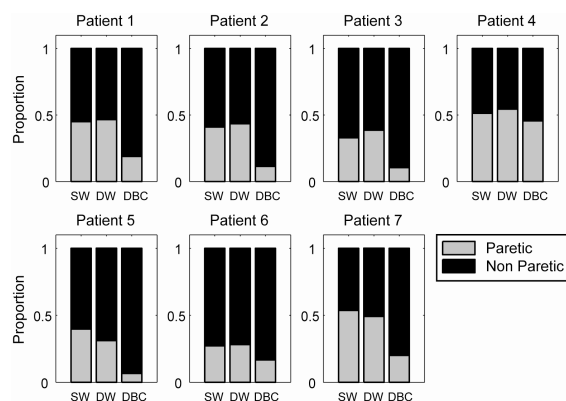 Patient 1
Patient 2
Patient 3
Patient 4
Proportion
1
0.5
0
SW DW DBC
1
0.5
0
SW DW DBC
1
0.5
0
SW DW DBC
1
0.5
0
SW DW DBC
Patient 5
Patient 6
Patient 7
Proportion
1
0.5
0
SW DW DBC
1
0.5
0
SW DW DBC
1
0.5
0
SW DW DBC
Paretic
Non Paretic